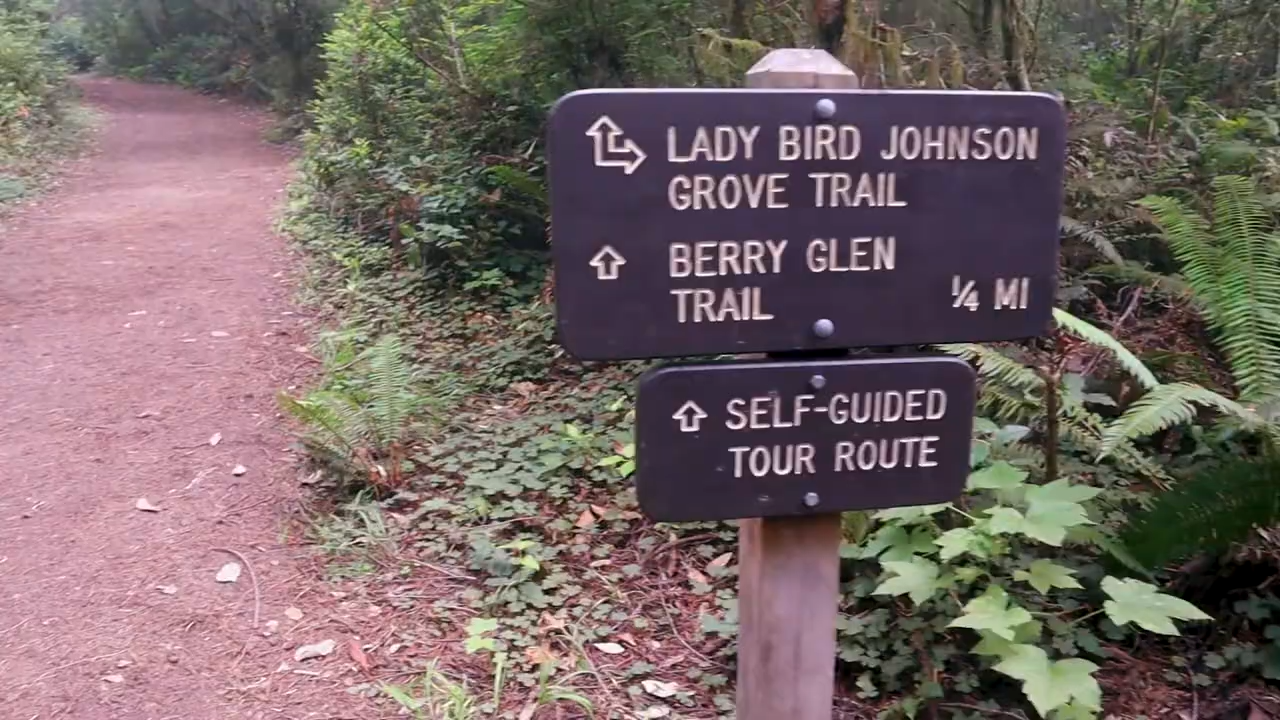 LADY BIRD JOHNSON
GROVE TRAIL
BERRY GLEN
TRAIL ¼ MI
SELF-GUIDED
TOUR ROUTE